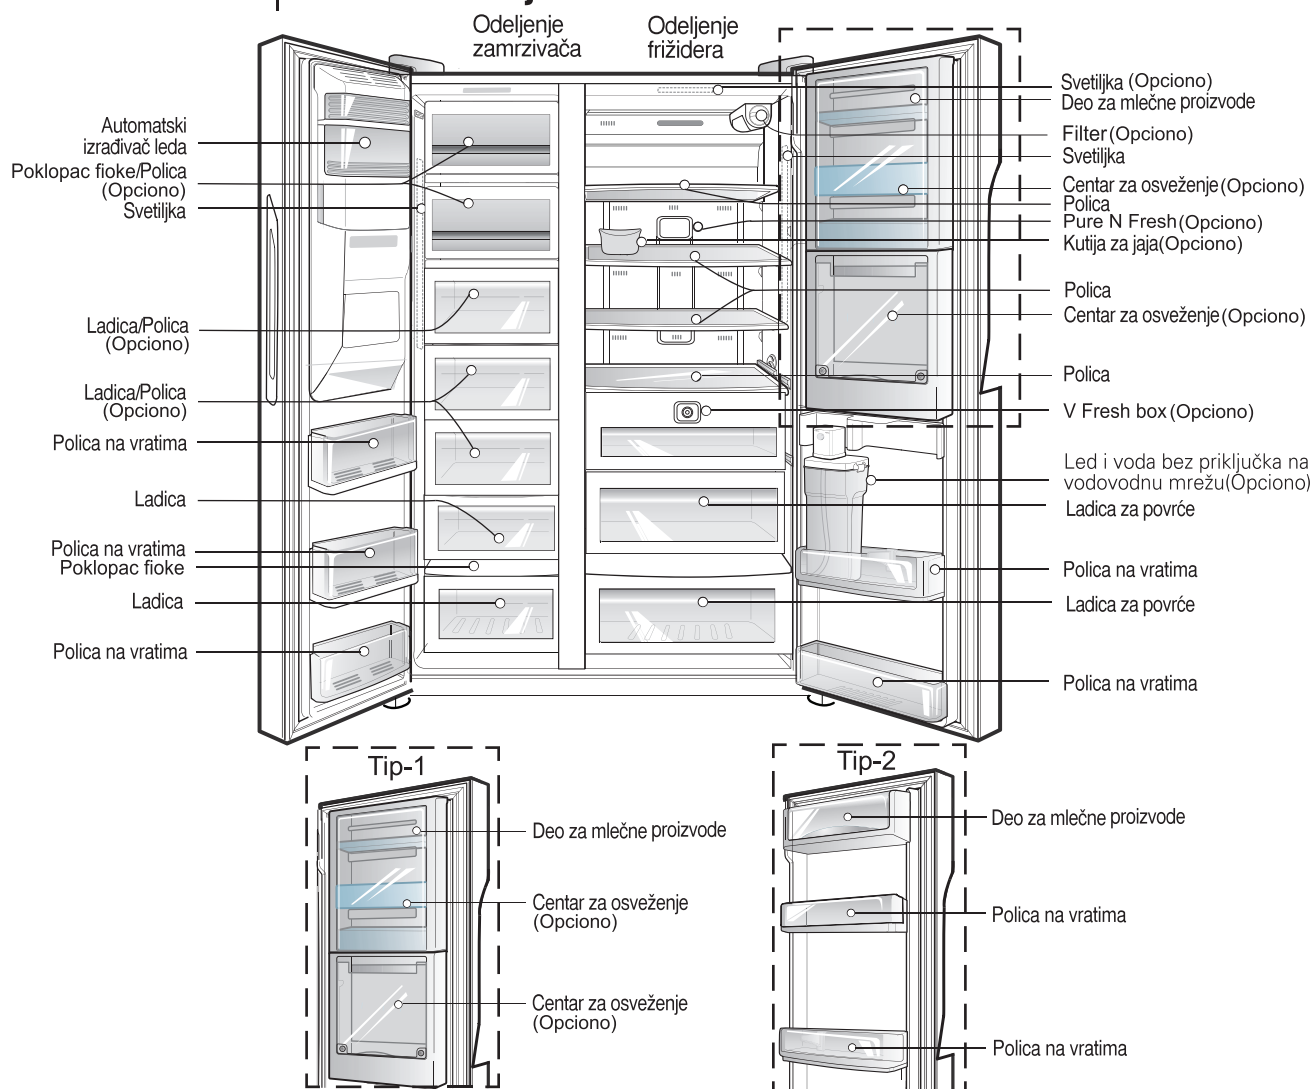 Odeljenje
zamrzivača
Odeljenje
frižidera
Automatski
izrađivač leda
Poklopac fioke/Polica
(Opciono)
Svetiljka
Ladica/Polica
(Opciono)
Ladica/Polica
(Opciono)
Polica na vratima
Ladica
Polica na vratima
Poklopac fioke
Ladica
Polica na vratima
Svetiljka (Opciono)
Deo za mlečne proizvode
Filter (Opciono)
Svetiljka
Centar za osveženje (Opciono)
Polica
Pure N Fresh (Opciono)
Kutija za jaja(Opciono)
Polica
Centar za osveženje (Opciono)
Polica
V Fresh box (Opciono)
Led i voda bez priključka na
vodovodnu mrežu(Opciono)
Ladica za povrće
Polica na vratima
Ladica za povrće
Polica na vratima
Tip-1
Deo za mlečne proizvode
Centar za osveženje
(Opciono)
Centar za osveženje
(Opciono)
Tip-2
Deo za mlečne proizvode
Polica na vratima
Polica na vratima